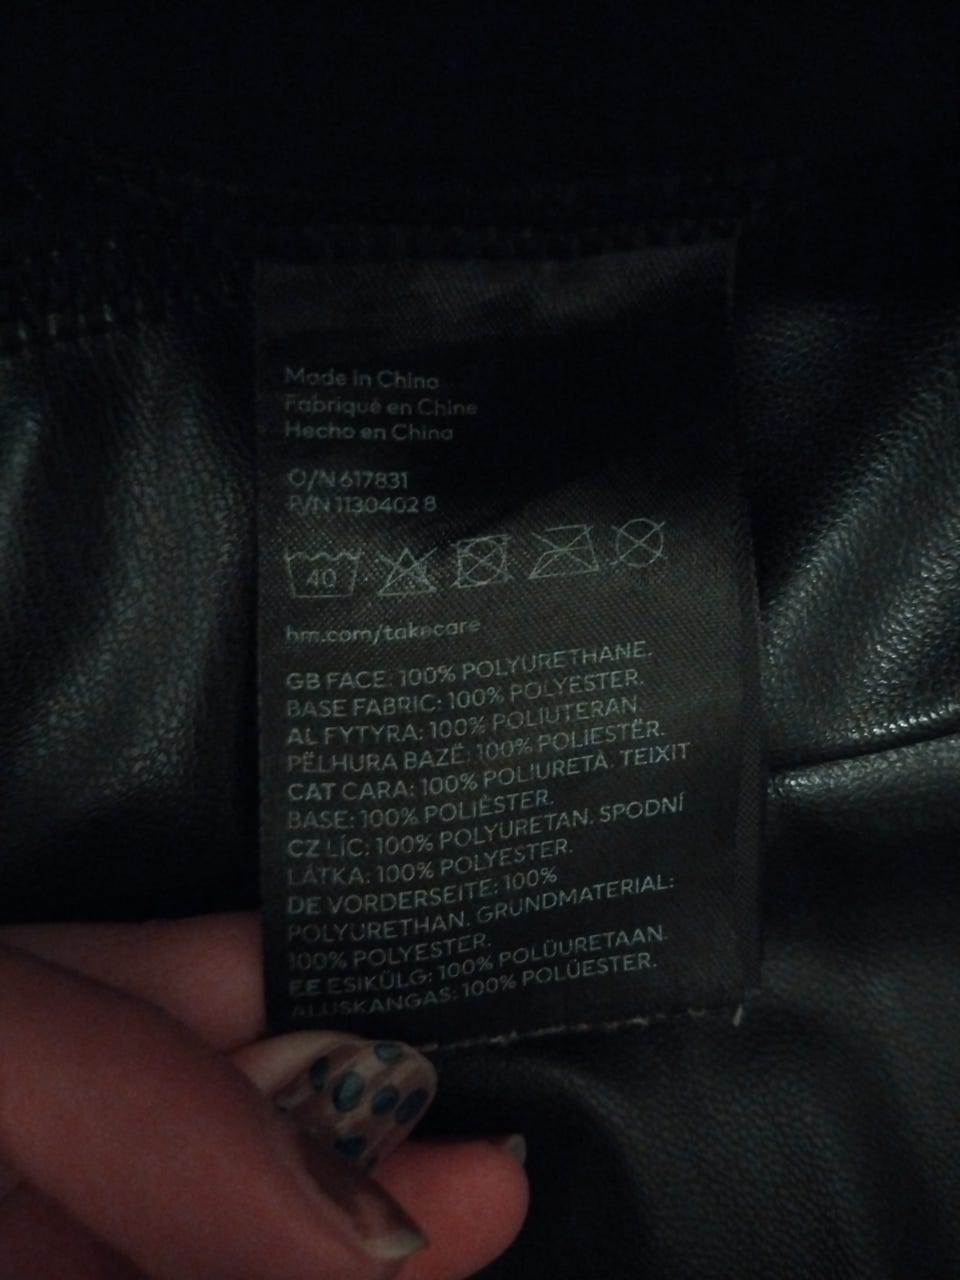 Made in China
Fabriqué en Chine
Hecho en China
O/N 617831
P/N 1130402 8
40
hm.com/takecare
GB FACE: 100% POLYURETHANE.
BASE FABRIC: 100% POLYESTER.
AL FYTYRA: 100% POLIUTERAN.
PËLHURA BAZË: 100% POLIESTËR.
CAT CARA: 100% POLIURETÀ. TEIXIT
BASE: 100% POLIÈSTER.
CZ LÍC: 100% POLYURETAN. SPODNÍ
LÁTKA: 100% POLYESTER.
DE VORDERSEITE: 100%
POLYURETHAN. GRUNDMATERIAL:
100% POLYESTER.
EE ESIKÜLG: 100% POLÜURETAAN.
ALUSKANGAS: 100% POLÜESTER.